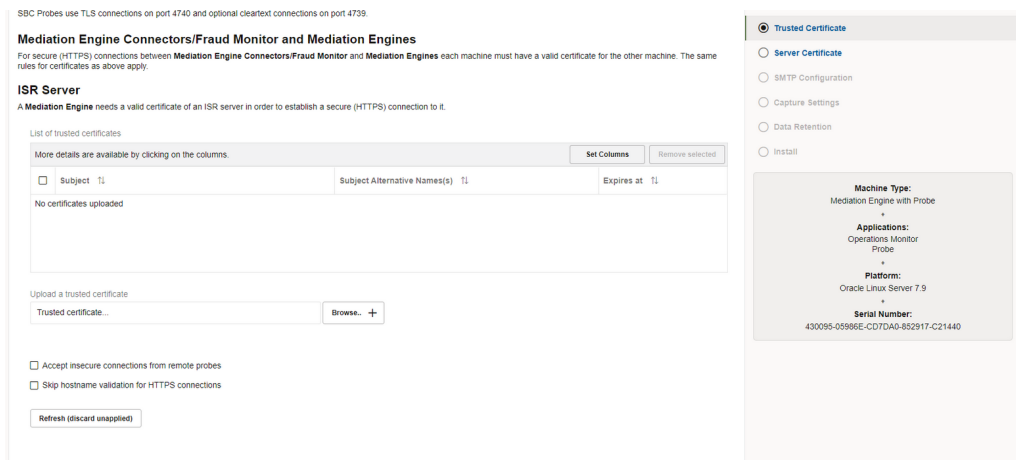 SBC Probes use TLS connections on port 4740 and optional cleartext connections on port 4739.
Mediation Engine Connectors/Fraud Monitor and Mediation Engines
For secure (HTTPS) connections between Mediation Engine Connectors/Fraud Monitor and Mediation Engines each machine must have a valid certificate for the other machine. The same
rules for certificates as above apply.
ISR Server
A Mediation Engine needs a valid certificate of an ISR server in order to establish a secure (HTTPS) connection to it.
List of trusted certificates
More details are available by clicking on the columns. Set Columns Remove selected
Subject Subject Alternative Names(s) Expires at
No certificates uploaded
Upload a trusted certificate
Trusted certificate... Browse.. +
Accept insecure connections from remote probes
Skip hostname validation for HTTPS connections
Refresh (discard unapplied)
Trusted Certificate
Server Certificate
SMTP Configuration
Capture Settings
Data Retention
Install
Machine Type:
Mediation Engine with Probe
+
Applications:
Operations Monitor
Probe
+
Platform:
Oracle Linux Server 7.9
+
Serial Number:
430095-05986E-CD7DA0-852917-C21440